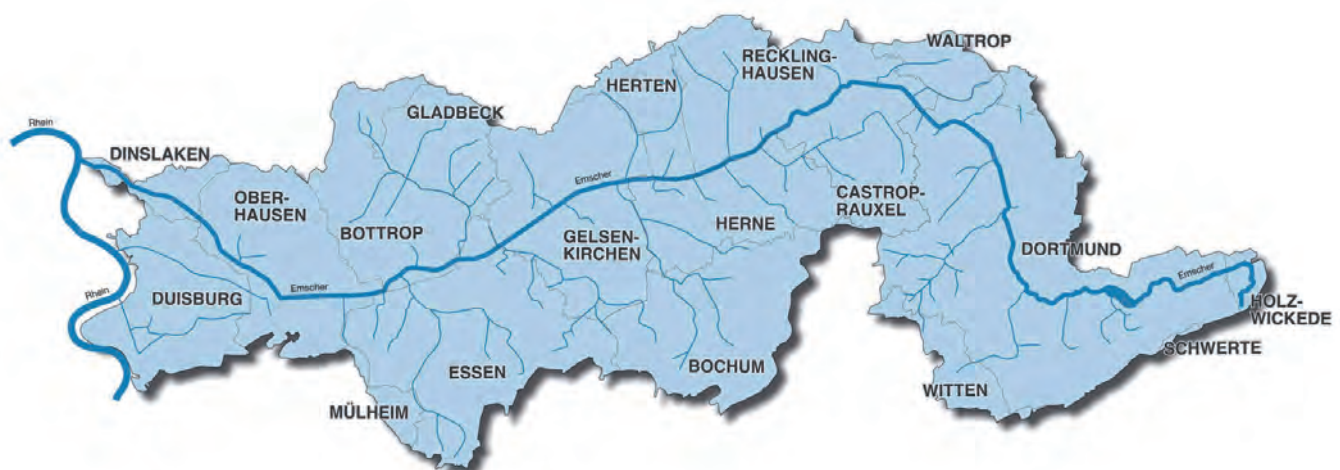 WALTROP
RECKLING-
HAUSEN
HERTEN
GLADBECK
Rhein
DINSLAKEN
Emscher
OBER-
HAUSEN
CASTROP-
RAUXEL
BOTTROP
GELSEN-
KIRCHEN
HERNE
DORTMUND
Emscher
Rhein
DUISBURG
Emscher
HOLZ-
WICKEDE
SCHWERTE
ESSEN
BOCHUM
WITTEN
MÜLHEIM